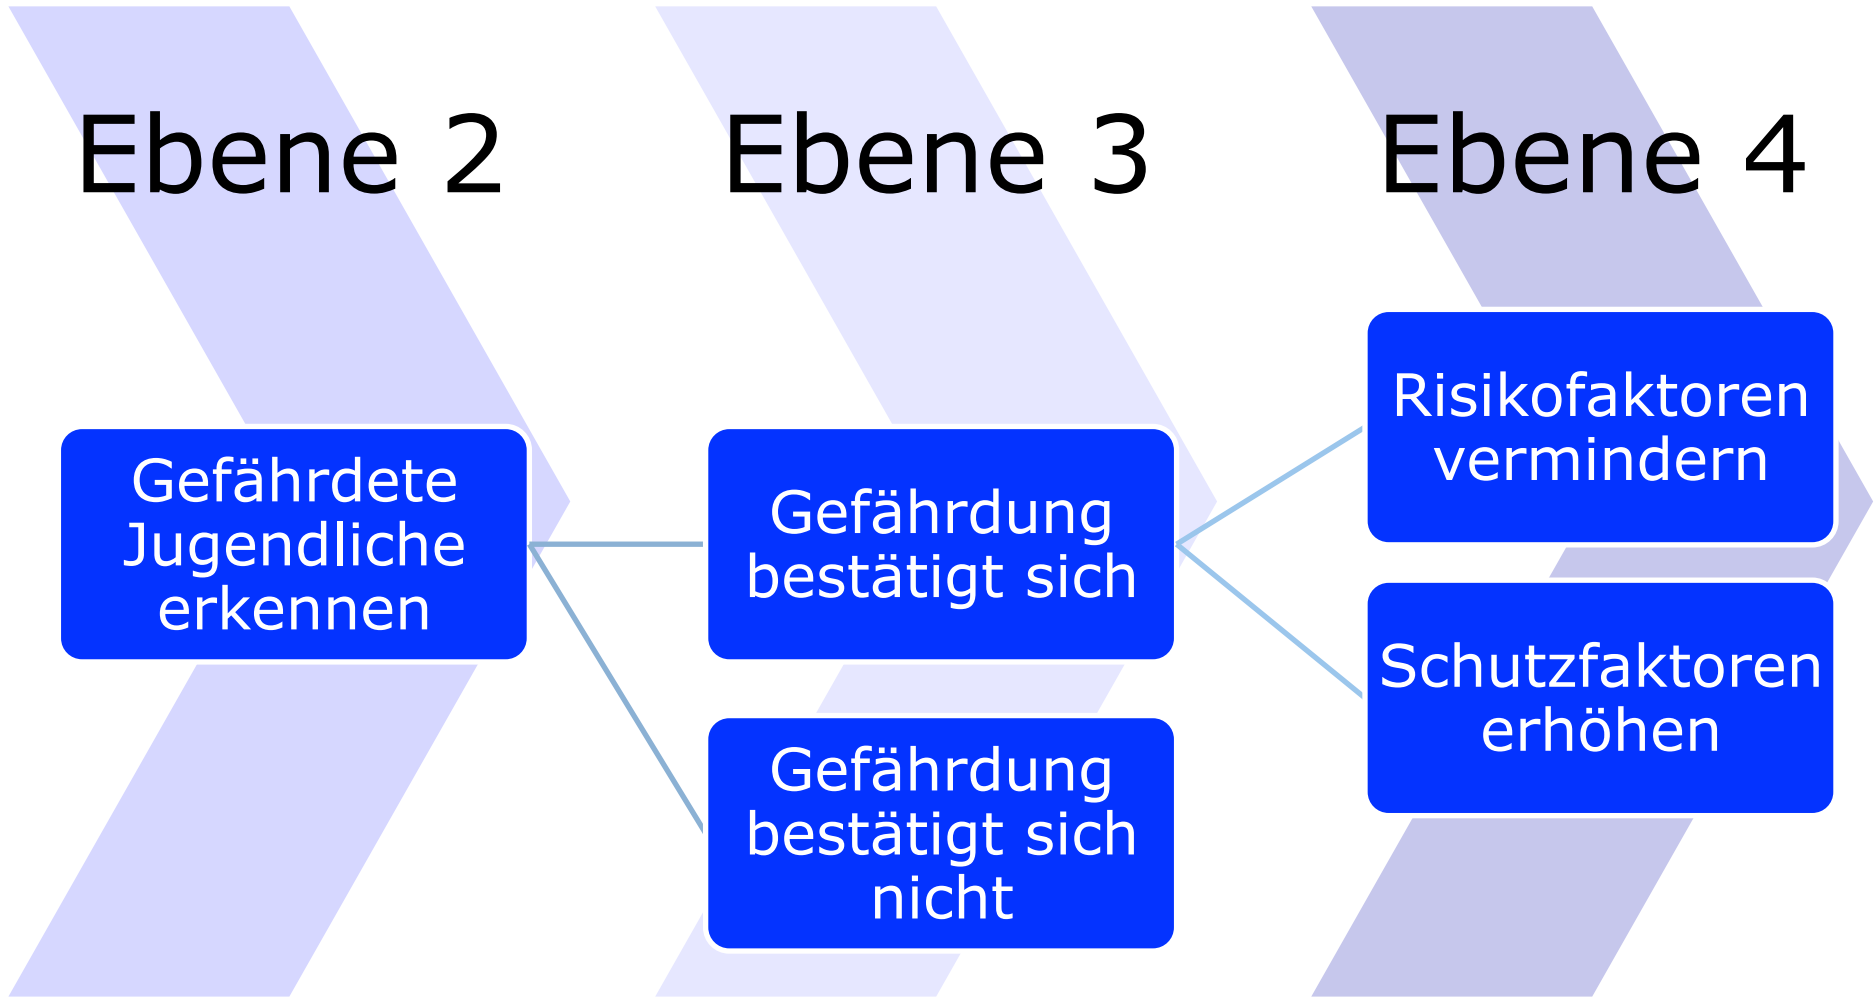 Ebene 2
Ebene 3
Ebene 4
Gefährdete
Jugendliche
erkennen
Gefährdung
bestätigt sich
Gefährdung
bestätigt sich
nicht
Risikofaktoren
vermindern
Schutzfaktoren
erhöhen